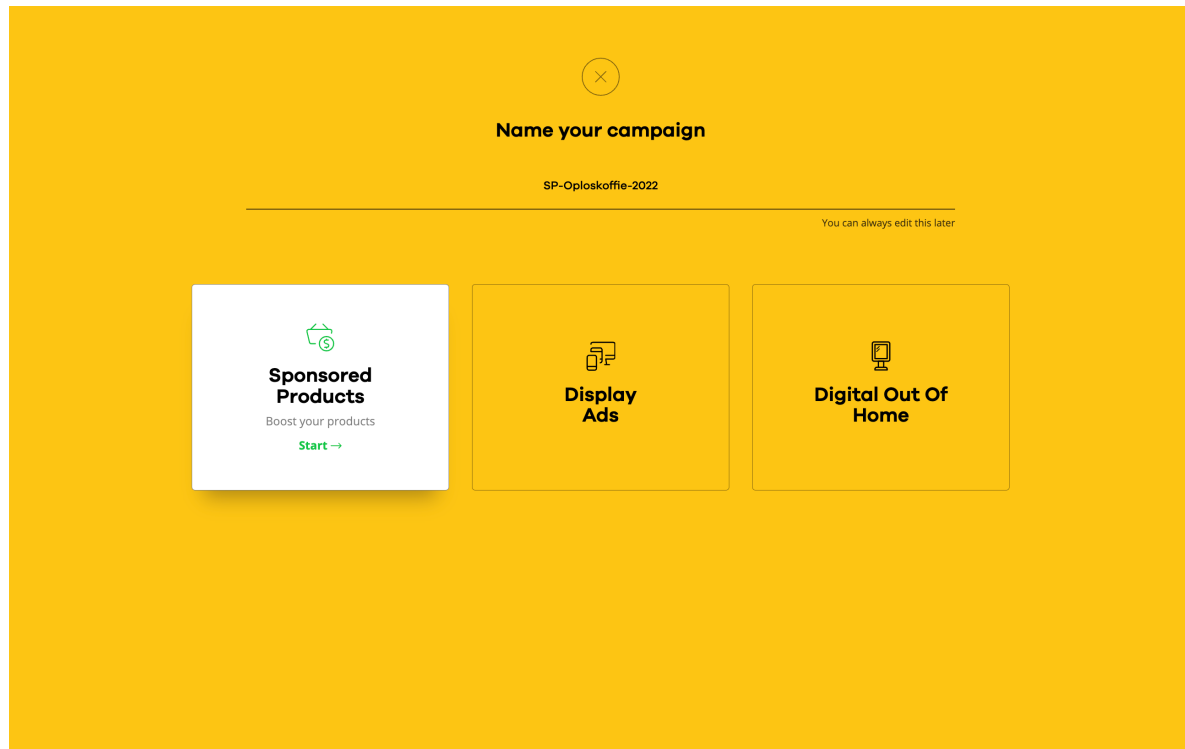 Name your campaign
SP-Oploskoffie-2022
You can always edit this later
Sponsored
Products
Boost your products
Start →
Display
Ads
Digital Out Of
Home